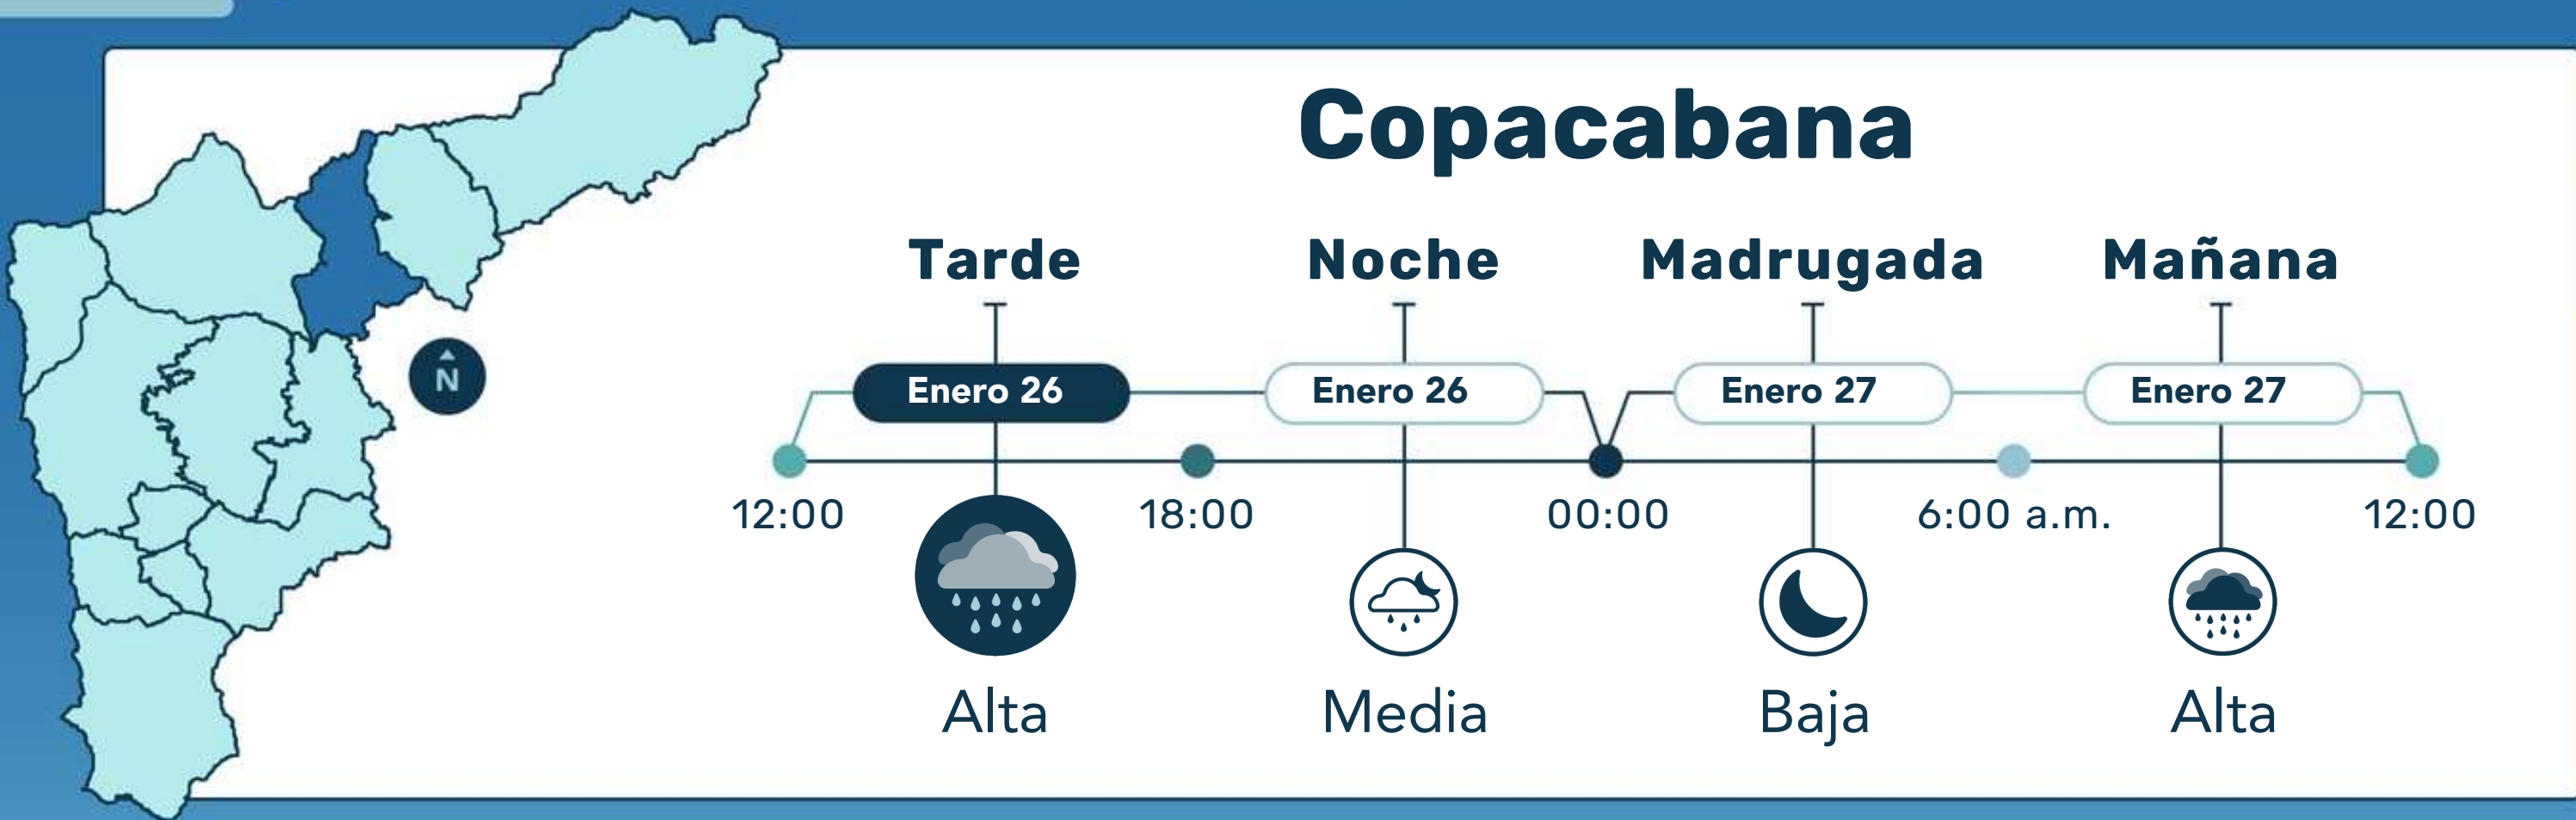 Copacabana
Tarde Noche Madrugada Mañana
Enero 26 Enero 26 Enero 27 Enero 27
N
12:00 18:00 00:00 6:00 a.m. 12:00
Alta Media Baja Alta